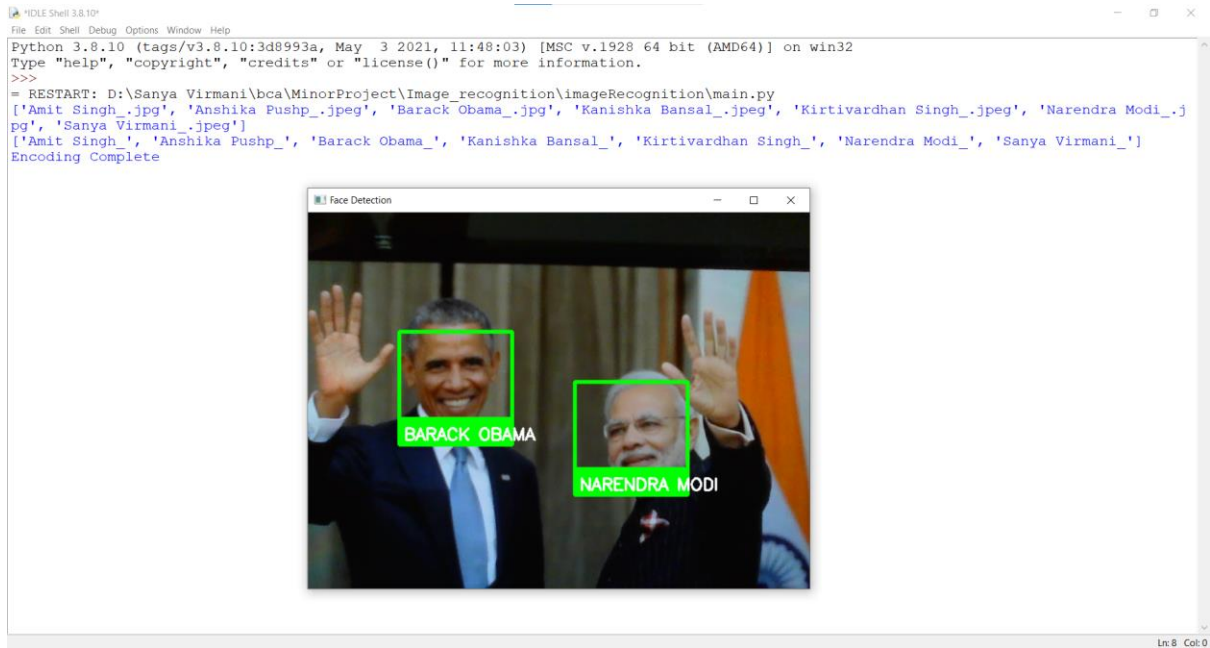 *IDLE Shell 3.8.10*
File Edit Shell Debug Options Window Help
Python 3.8.10 (tags/v3.8.10:3d8993a, May  3 2021, 11:48:03) [MSC v.1928 64 bit (AMD64)] on win32
Type "help", "copyright", "credits" or "license()" for more information.
>>>
= RESTART: D:\Sanya Virmani\bca\MinorProject\Image_recognition\imageRecognition\main.py
['Amit Singh_.jpg', 'Anshika Pushp_.jpeg', 'Barack Obama_.jpg', 'Kanishka Bansal_.jpeg', 'Kirtivardhan Singh_.jpeg', 'Narendra Modi_.j
pg', 'Sanya Virmani_.jpeg']
['Amit Singh_', 'Anshika Pushp_', 'Barack Obama_', 'Kanishka Bansal_', 'Kirtivardhan Singh_', 'Narendra Modi_', 'Sanya Virmani_']
Encoding Complete
Face Detection
BARACK OBAMA
NARENDRA MODI
Ln: 8 Col: 0